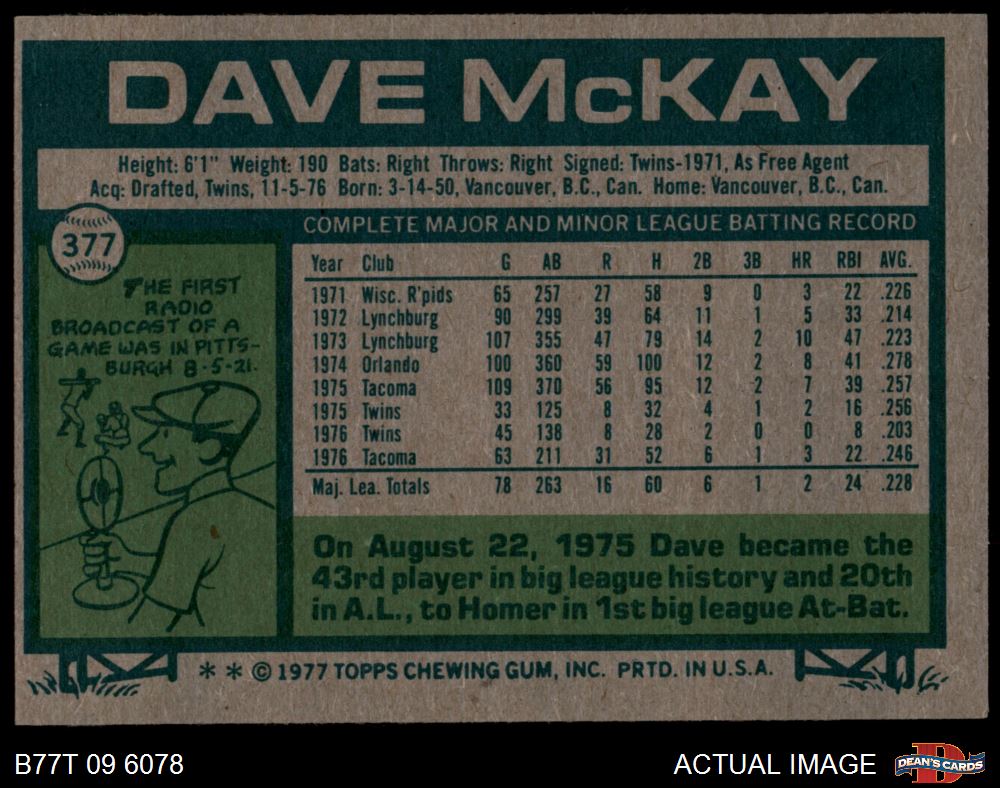 DAVE McKAY
Height: 6'1" Weight: 190 Bats: Right Throws: Right Signed: Twins-1971, As Free Agent
Acq: Drafted, Twins, 11-5-76 Born: 3-14-50, Vancouver, B.C., Can. Home: Vancouver, B.C., Can.
377
THE FIRST
RADIO
BROADCAST OF A
GAME WAS IN PITTS-
BURGH 8-5-21.
COMPLETE MAJOR AND MINOR LEAGUE BATTING RECORD
Year Club G AB R H 2B 3B HR RBI AVG.
1971 Wisc. R'pids 65 257 27 58 9 0 3 22 .226
1972 Lynchburg 90 299 39 64 11 1 5 33 .214
1973 Lynchburg 107 355 47 79 14 2 10 47 .223
1974 Orlando 100 360 59 100 12 2 8 41 .278
1975 Tacoma 109 370 56 95 12 2 7 39 .257
1975 Twins 33 125 8 32 4 1 2 16 .256
1976 Twins 45 138 8 28 2 0 0 8 .203
1976 Tacoma 63 211 31 52 6 1 3 22 .246
Maj. Lea. Totals 78 263 16 60 6 1 2 24 .228
On August 22, 1975 Dave became the
43rd player in big league history and 20th
in A.L., to Homer in 1st big league At-Bat.
* * © 1977 TOPPS CHEWING GUM, INC. PRTD. IN U.S.A.
B77T 09 6078
ACTUAL IMAGE
D
DEAN'S CARDS